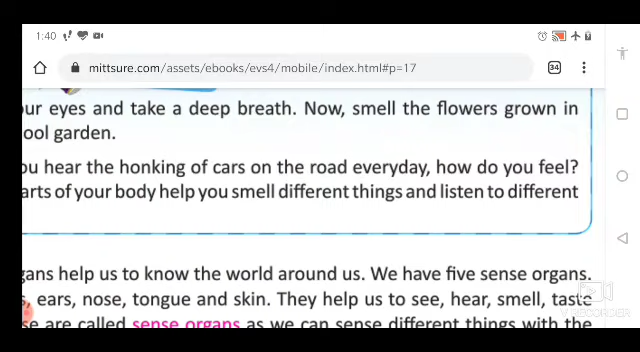 1:40
34
mittsure.com/assets/ebooks/evs4/mobile/index.html#p=17
ur eyes and take a deep breath. Now, smell the flowers grown in
ool garden.
ou hear the honking of cars on the road everyday, how do you feel?
arts of your body help you smell different things and listen to different
gans help us to know the world around us. We have five sense organs.
s, ears, nose, tongue and skin. They help us to see, hear, smell, taste
se are called sense organs as we can sense different things with the
V RECORDER